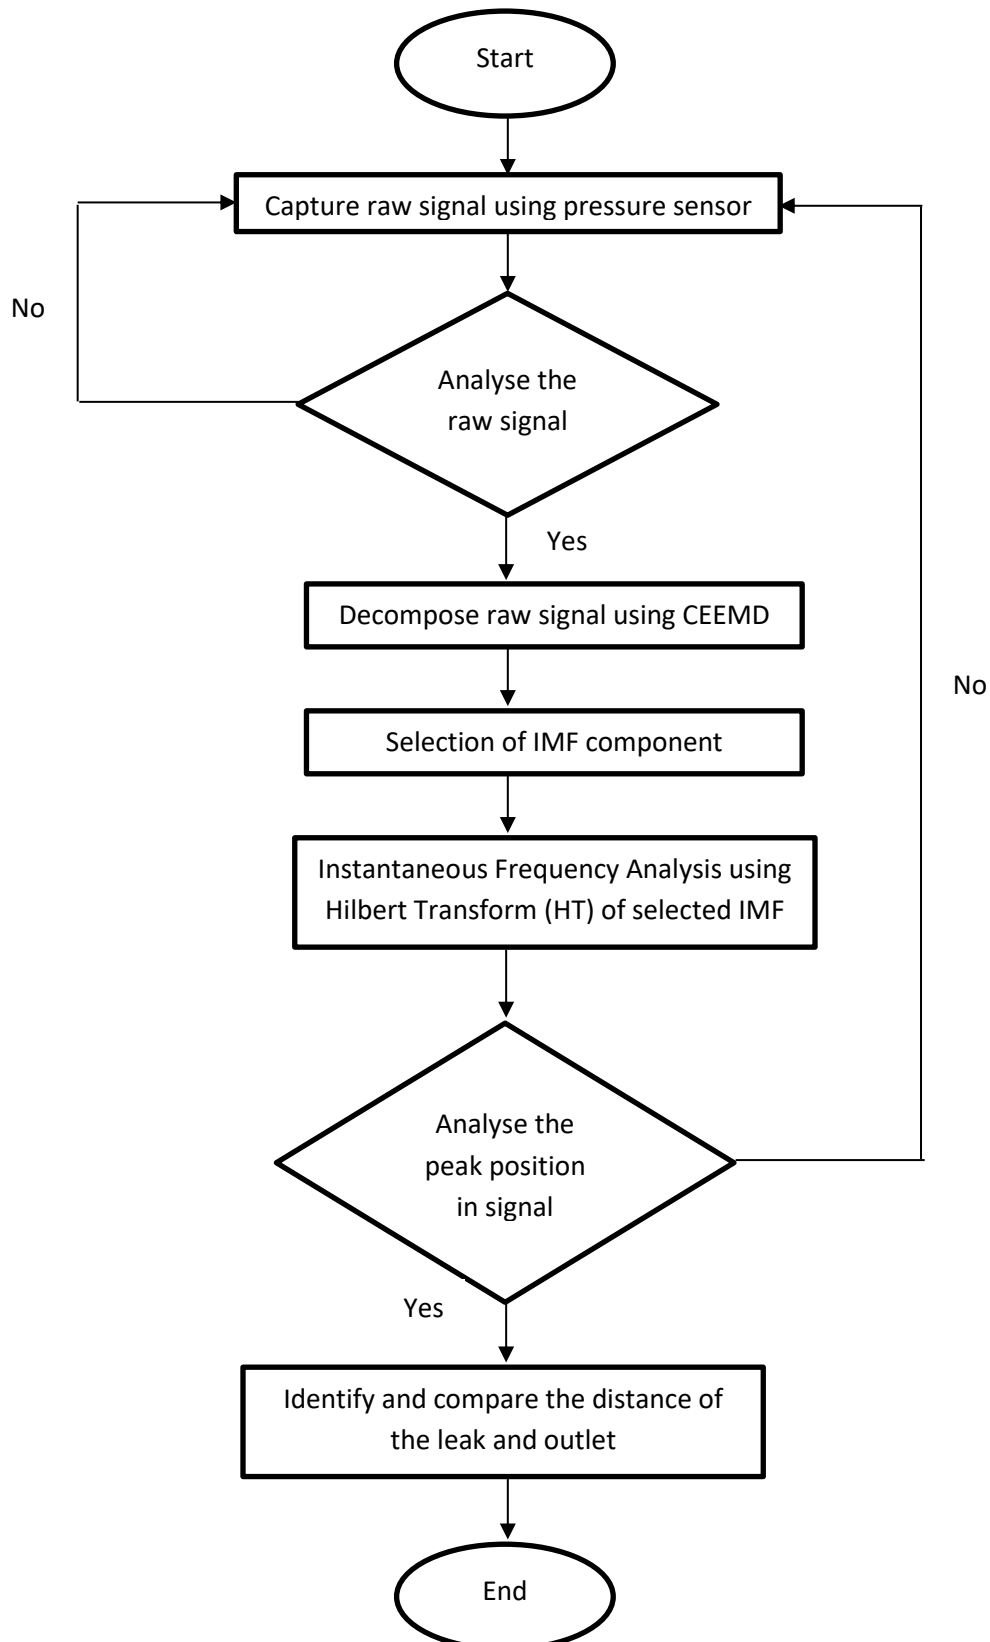 Start
Capture raw signal using pressure sensor
No
Analyse the
raw signal
Yes
Decompose raw signal using CEEMD
No
Selection of IMF component
Instantaneous Frequency Analysis using
Hilbert Transform (HT) of selected IMF
Analyse the
peak position
in signal
Yes
Identify and compare the distance of
the leak and outlet
End